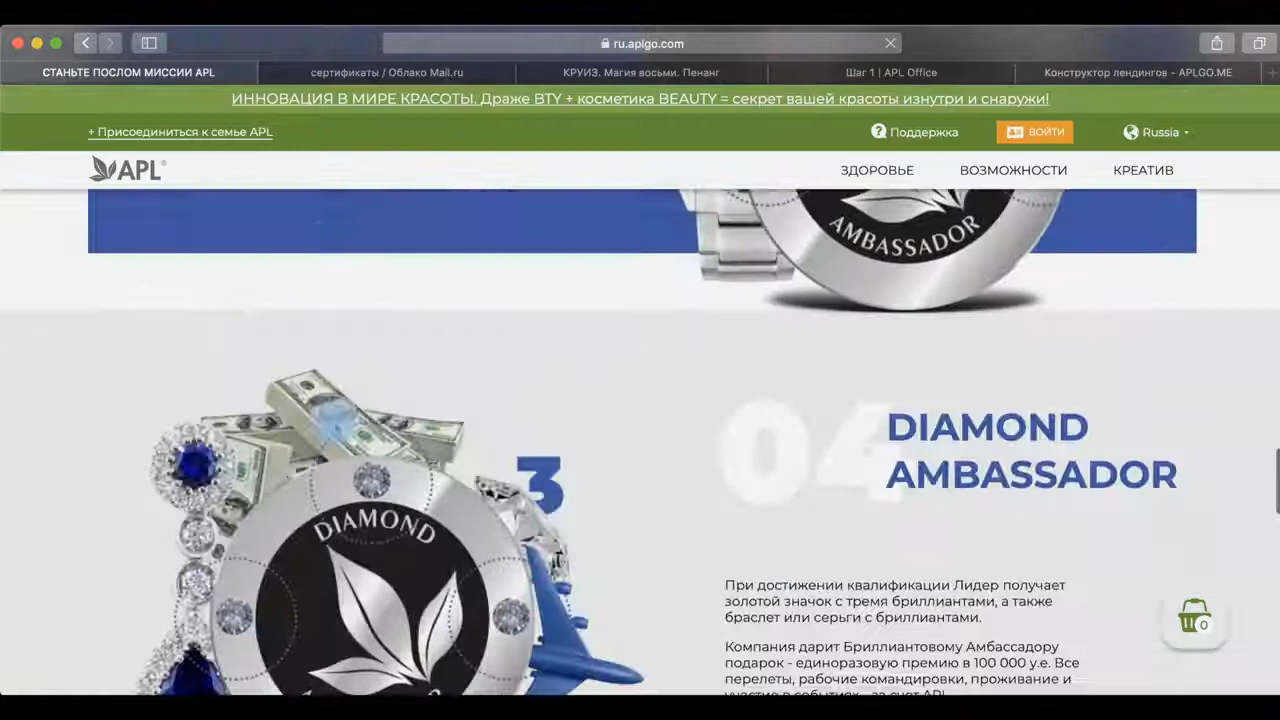 ru.aplgo.com
СТАНЬТЕ ПОСЛОМ МИССИИ APL
сертификаты / Облако Mail.ru
КРУИЗ. Магия восьми. Пенанг
Шаг 1 | APL Office
Конструктор лендингов - APLGO.ME
ИННОВАЦИЯ В МИРЕ КРАСОТЫ. Драже BTY + косметика BEAUTY = секрет вашей красоты изнутри и снаружи!
+ Присоединиться к семье APL
Поддержка
ВОЙТИ
Russia
APL®
ЗДОРОВЬЕ
ВОЗМОЖНОСТИ
КРЕАТИВ
AMBASSADOR
04
DIAMOND
AMBASSADOR
3
DIAMOND
При достижении квалификации Лидер получает
золотой значок с тремя бриллиантами, а также
браслет или серьги с бриллиантами.
0
Компания дарит Бриллиантовому Амбассадору
подарок - единоразовую премию в 100 000 у.е. Все
перелеты, рабочие командировки, проживание и
участие в событиях - за счет APL